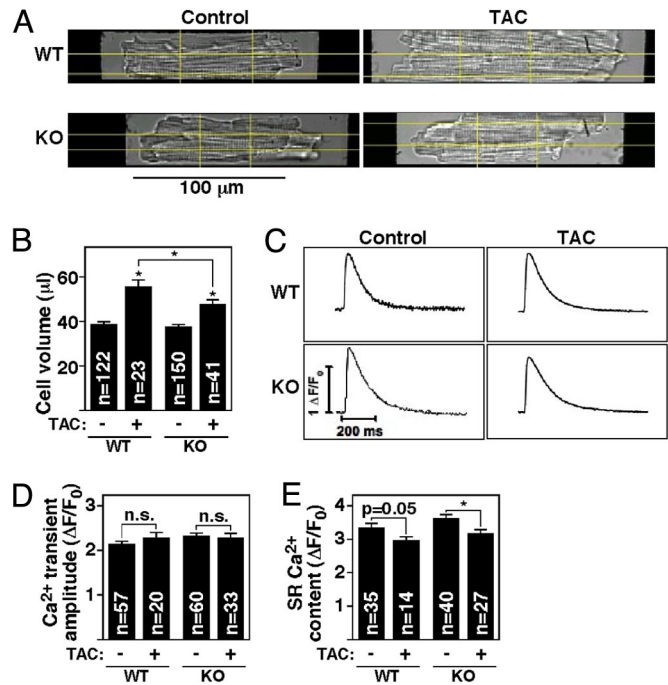 A
Control
TAC
WT
KO
100 μm
B
Cell volume (μl)
60
40
20
n=122
n=23
n=150
n=41
*
*
*
TAC: - + - +
WT KO
C
Control
TAC
WT
KO
1 ΔF/F₀
200 ms
D
Ca²⁺ transient
amplitude (ΔF/F₀)
3
2
1
n.s.
n.s.
n=57
n=20
n=60
n=33
TAC: - + - +
WT KO
E
SR Ca²⁺
content (ΔF/F₀)
4
3
2
1
p=0.05
*
n=35
n=14
n=40
n=27
TAC: - + - +
WT KO